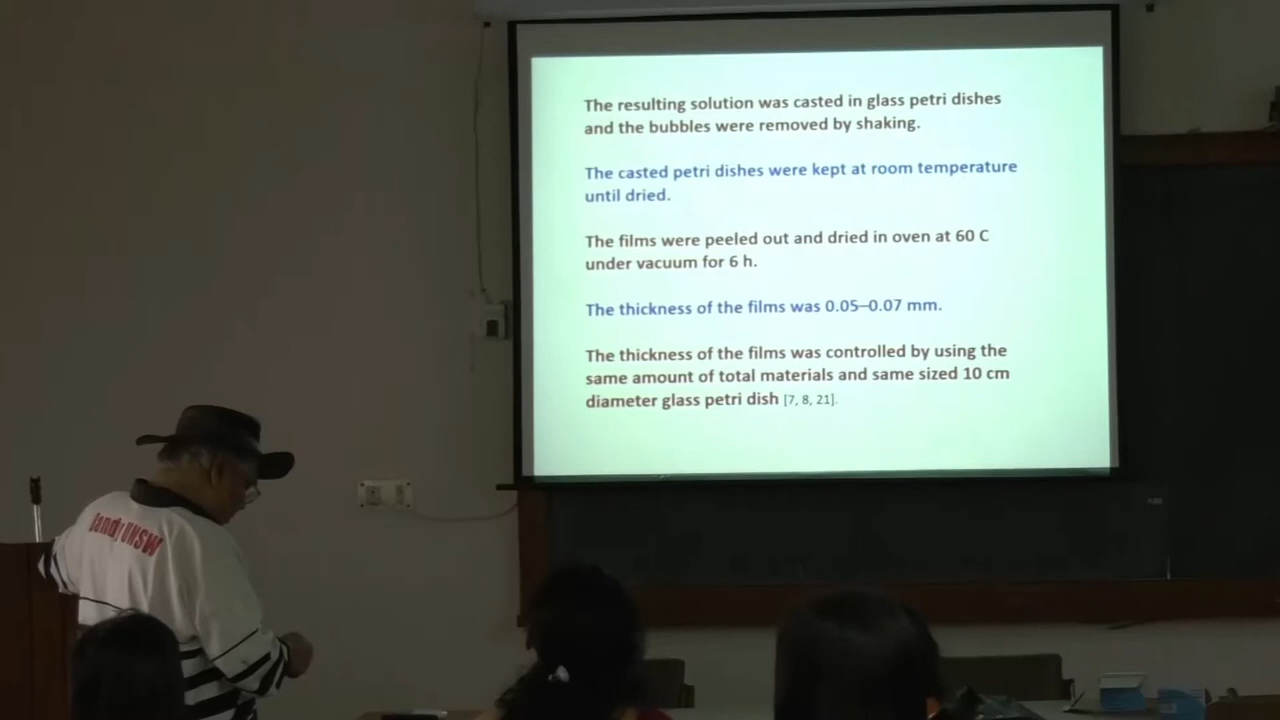 The resulting solution was casted in glass petri dishes
and the bubbles were removed by shaking.
The casted petri dishes were kept at room temperature
until dried.
The films were peeled out and dried in oven at 60 C
under vacuum for 6 h.
The thickness of the films was 0.05–0.07 mm.
The thickness of the films was controlled by using the
same amount of total materials and same sized 10 cm
diameter glass petri dish [7, 8, 21].
UNSW